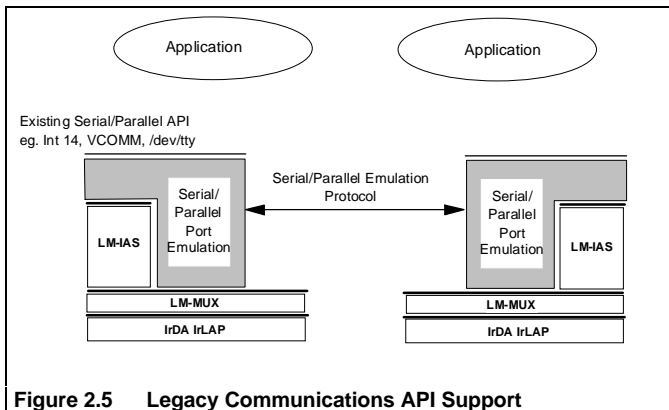 Application
Application
Existing Serial/Parallel API
eg. Int 14, VCOMM, /dev/tty
Serial/
Parallel
Port
Emulation
LM-IAS
Serial/Parallel Emulation
Protocol
Serial/
Parallel
Port
Emulation
LM-IAS
LM-MUX
IrDA IrLAP
LM-MUX
IrDA IrLAP
Figure 2.5 Legacy Communications API Support